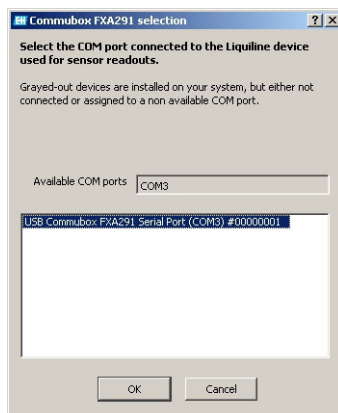 Commubox FXA291 selection
Select the COM port connected to the Liquiline device
used for sensor readouts.
Grayed-out devices are installed on your system, but either not
connected or assigned to a non available COM port.
Available COM ports
COM3
USB Commubox FXA291 Serial Port (COM3) #00000001
OK
Cancel